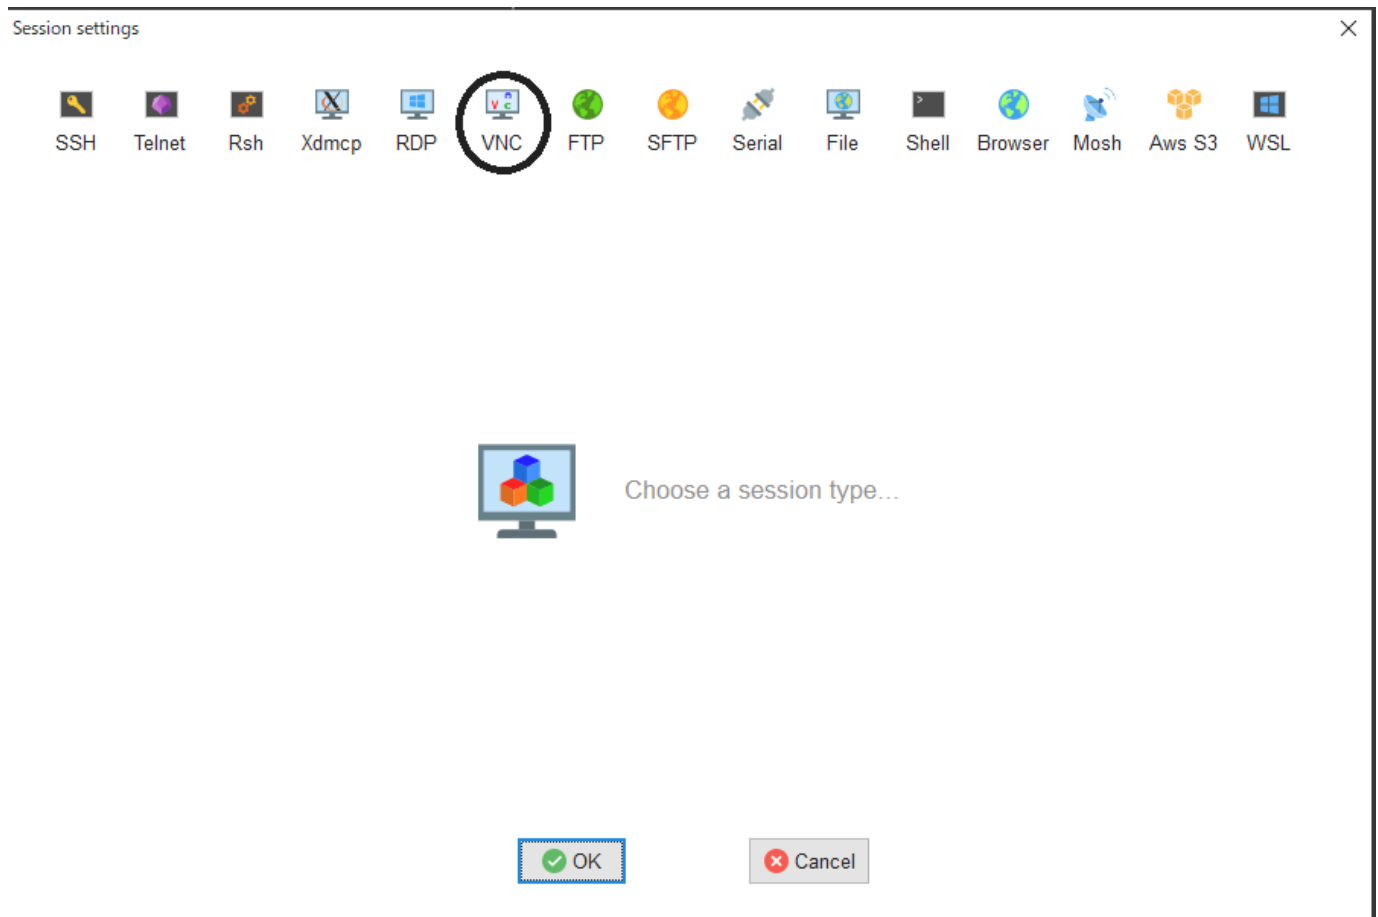 Session settings
SSH Telnet Rsh Xdmcp RDP VNC FTP SFTP Serial File Shell Browser Mosh Aws S3 WSL
Choose a session type...
OK Cancel